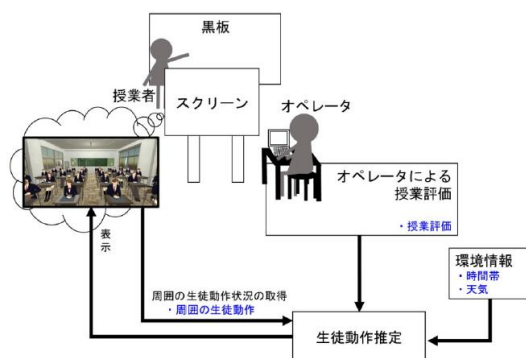 黒板
授業者
スクリーン
オペレータ
オペレータによる
授業評価
・授業評価
表示
環境情報
・時間帯
・天気
周囲の生徒動作状況の取得
・周囲の生徒動作
生徒動作推定